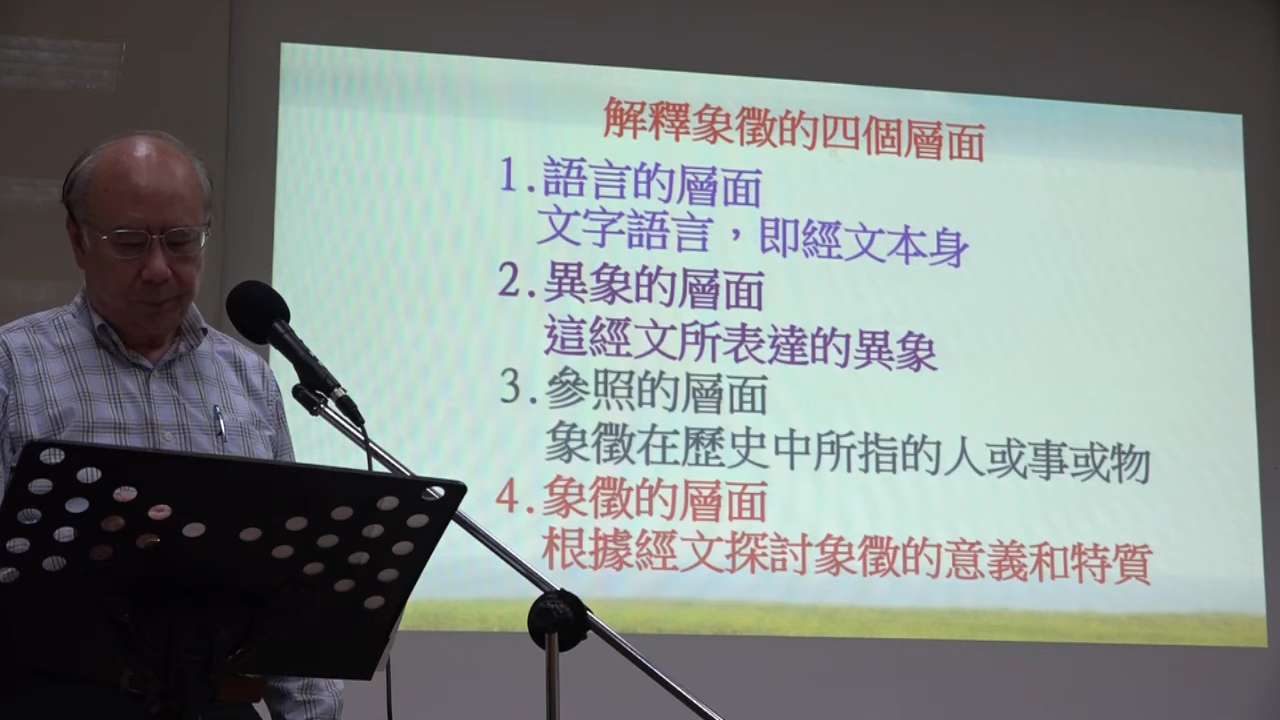 解釋象徵的四個層面
1.語言的層面
文字語言，即經文本身
2.異象的層面
這經文所表達的異象
3.參照的層面
象徵在歷史中所指的人或事或物
4.象徵的層面
根據經文探討象徵的意義和特質